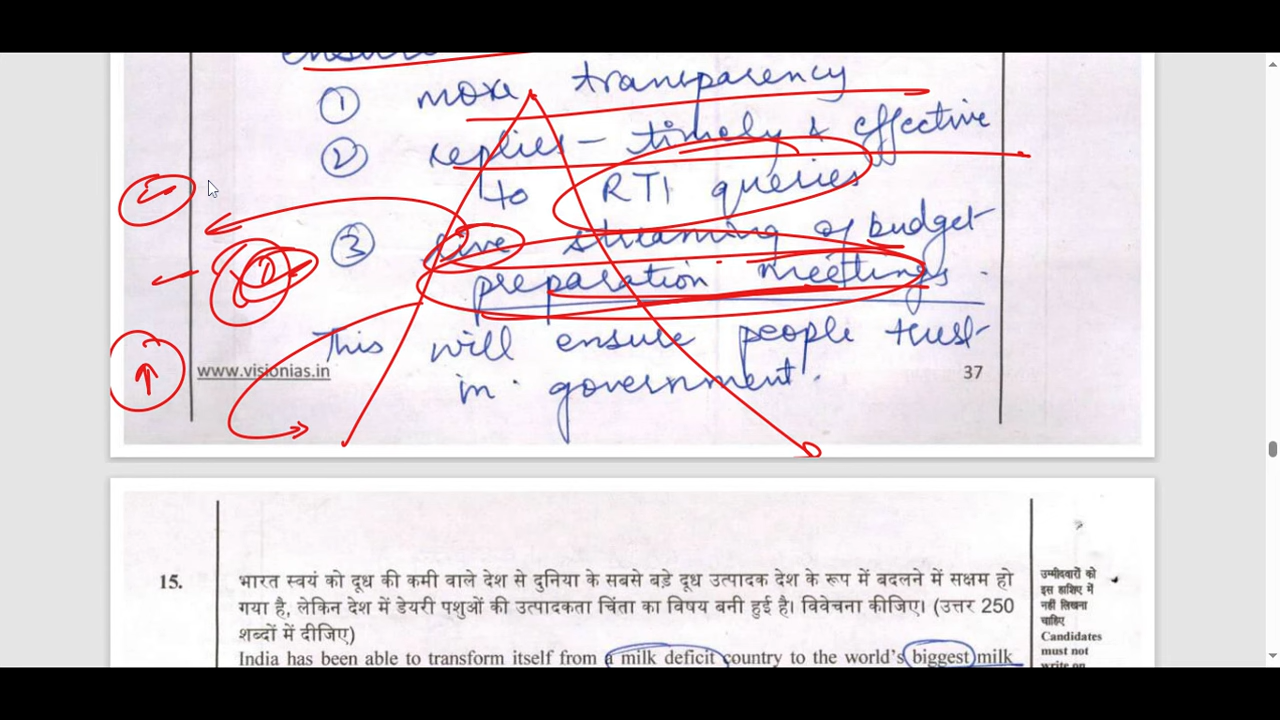 ensure
① more transparency
② replies - timely & effective
to RTI queries
③ live streaming of budget
preparation meetings.
This will ensure people trust
in government.
www.visionias.in
37
15. भारत स्वयं को दूध की कमी वाले देश से दुनिया के सबसे बड़े दूध उत्पादक देश के रूप में बदलने में सक्षम हो
गया है, लेकिन देश में डेयरी पशुओं की उत्पादकता चिंता का विषय बनी हुई है। विवेचना कीजिए। (उत्तर 250
शब्दों में दीजिए)
India has been able to transform itself from a milk deficit country to the world's biggest milk
उम्मीदवारों को
इस हाशिए में
नहीं लिखना
चाहिए
Candidates
must not
write on